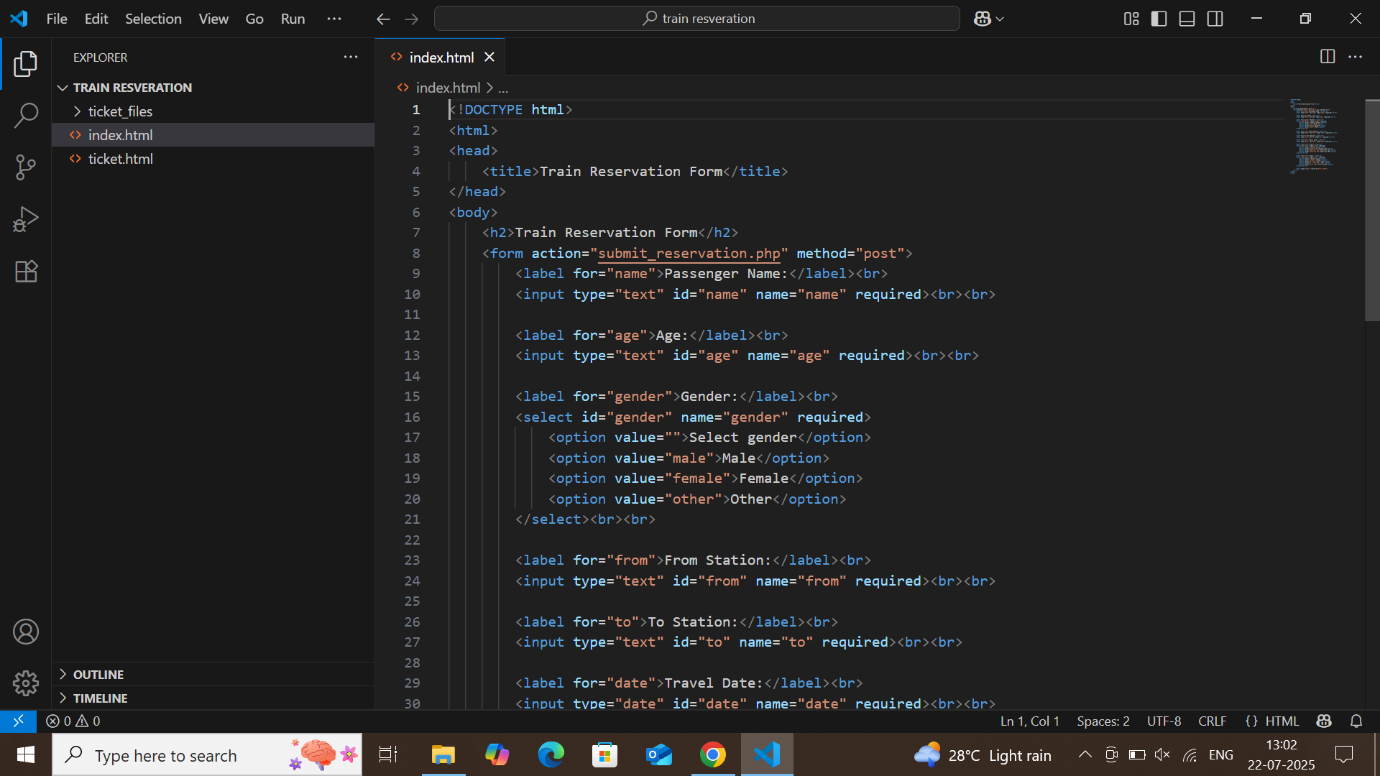 File Edit Selection View Go Run ···
train resveration
EXPLORER
TRAIN RESVERATION
ticket_files
index.html
ticket.html
OUTLINE
TIMELINE
index.html
index.html > ...
1 <!DOCTYPE html>
2 <html>
3 <head>
4 <title>Train Reservation Form</title>
5 </head>
6 <body>
7 <h2>Train Reservation Form</h2>
8 <form action="submit_reservation.php" method="post">
9 <label for="name">Passenger Name:</label><br>
10 <input type="text" id="name" name="name" required><br><br>
11
12 <label for="age">Age:</label><br>
13 <input type="text" id="age" name="age" required><br><br>
14
15 <label for="gender">Gender:</label><br>
16 <select id="gender" name="gender" required>
17 <option value="">Select gender</option>
18 <option value="male">Male</option>
19 <option value="female">Female</option>
20 <option value="other">Other</option>
21 </select><br><br>
22
23 <label for="from">From Station:</label><br>
24 <input type="text" id="from" name="from" required><br><br>
25
26 <label for="to">To Station:</label><br>
27 <input type="text" id="to" name="to" required><br><br>
28
29 <label for="date">Travel Date:</label><br>
30 <input type="date" id="date" name="date" required><br><br>
0 0
Ln 1, Col 1 Spaces: 2 UTF-8 CRLF {} HTML
Type here to search
28°C Light rain
ENG
13:02
22-07-2025